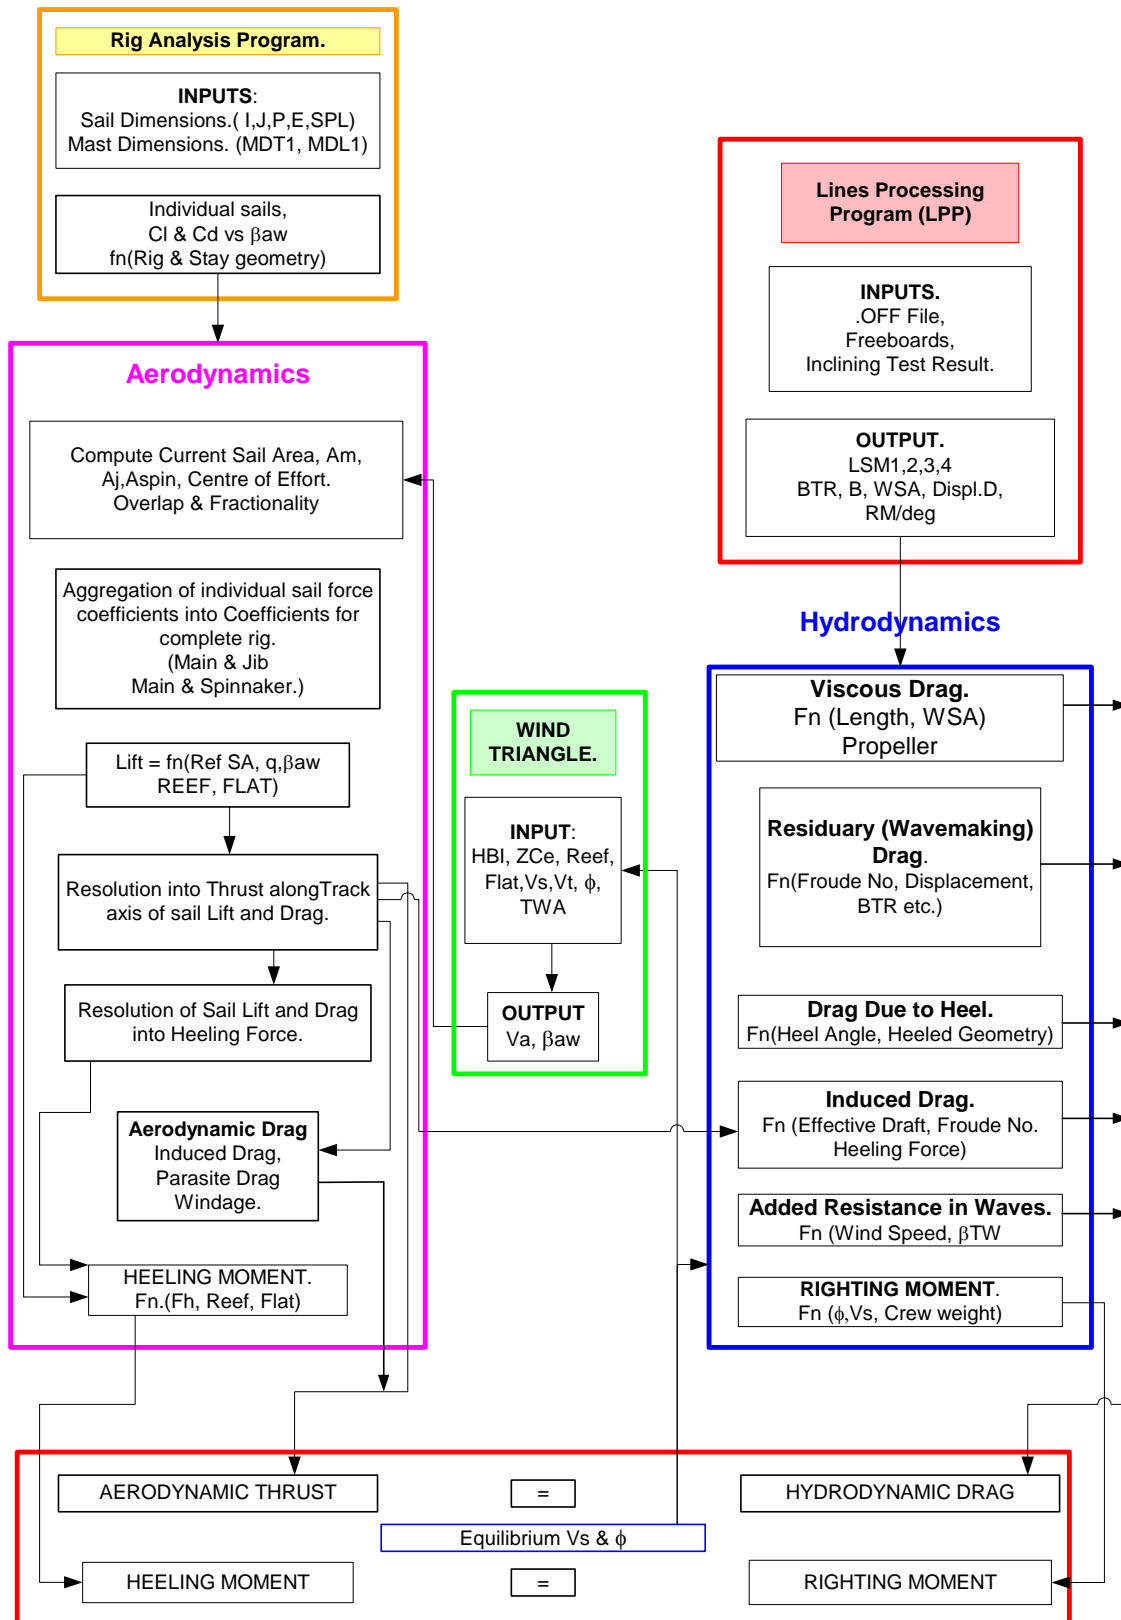 Rig Analysis Program.
INPUTS:
Sail Dimensions.( I,J,P,E,SPL)
Mast Dimensions. (MDT1, MDL1)
Individual sails,
Cl & Cd vs βaw
fn(Rig & Stay geometry)
Lines Processing
Program (LPP)
INPUTS.
.OFF File,
Freeboards,
Inclining Test Result.
OUTPUT.
LSM1,2,3,4
BTR, B, WSA, Displ.D,
RM/deg
Aerodynamics
Compute Current Sail Area, Am,
Aj,Aspin, Centre of Effort.
Overlap & Fractionality
Aggregation of individual sail force
coefficients into Coefficients for
complete rig.
(Main & Jib
Main & Spinnaker.)
Lift = fn(Ref SA, q,βaw
REEF, FLAT)
Resolution into Thrust alongTrack
axis of sail Lift and Drag.
Resolution of Sail Lift and Drag
into Heeling Force.
Aerodynamic Drag
Induced Drag,
Parasite Drag
Windage.
HEELING MOMENT.
Fn.(Fh, Reef, Flat)
WIND
TRIANGLE.
INPUT:
HBI, ZCe, Reef,
Flat,Vs,Vt, ϕ,
TWA
OUTPUT
Va, βaw
Hydrodynamics
Viscous Drag.
Fn (Length, WSA)
Propeller
Residuary (Wavemaking)
Drag.
Fn(Froude No, Displacement,
BTR etc.)
Drag Due to Heel.
Fn(Heel Angle, Heeled Geometry)
Induced Drag.
Fn (Effective Draft, Froude No.
Heeling Force)
Added Resistance in Waves.
Fn (Wind Speed, βTW
RIGHTING MOMENT.
Fn (ϕ,Vs, Crew weight)
AERODYNAMIC THRUST
=
HYDRODYNAMIC DRAG
Equilibrium Vs & ϕ
HEELING MOMENT
=
RIGHTING MOMENT